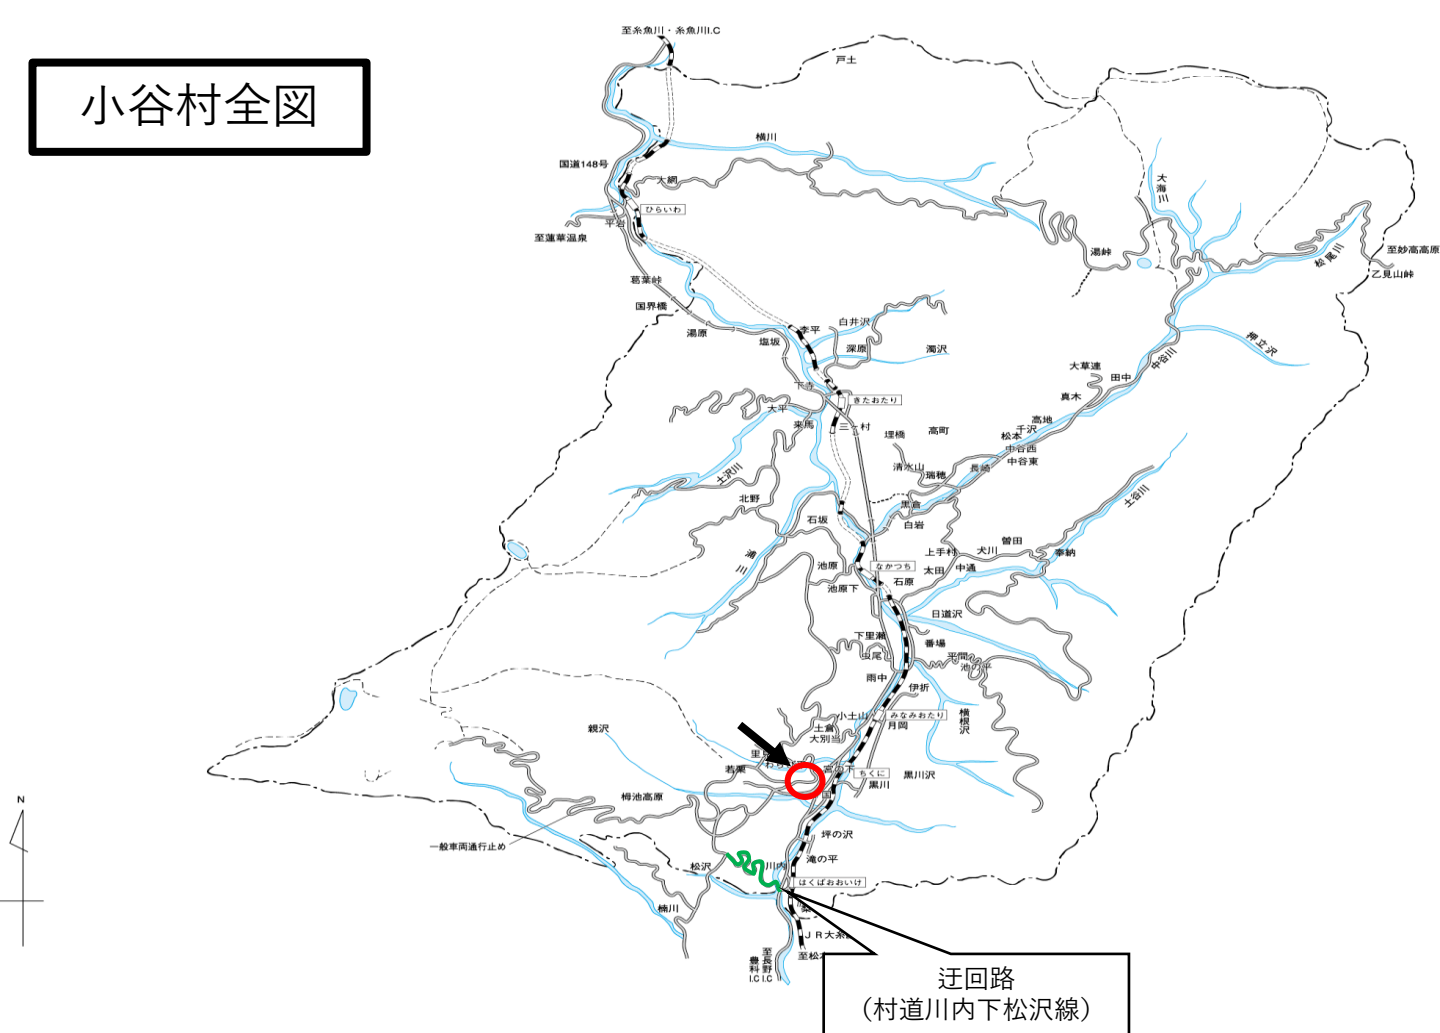 小谷村全図
至糸魚川・糸魚川I.C
戸土
横川
国道148号
大網
ひらいわ
平岩
至蓮華温泉
大海川
湯峠
松尾川
至妙高高原
乙見山峠
葛葉峠
国界橋
湯原
塩坂
李平
白井沢
深原
濁沢
押立沢
中谷川
大草連
田中
真木
下寺
きたおたり
大平
来馬
三ヶ村
埋橋
高町
高地
千沢
松本
中谷西
中谷東
清水山
瑞穂
長崎
土沢川
北野
黒倉
白岩
土谷川
石坂
浦川
池原
池原下
なかつち
石原
上手村
太田
中通
犬川
曽田
奉納
日道沢
下里瀬
虫尾
番場
平間
池の平
雨中
伊折
小土山
みなみおたり
月岡
横根沢
親沢
土倉
大別当
若栗
宮の下
ちくに
黒川
黒川沢
栂池高原
一般車両通行止め
坪の沢
滝の平
松沢
川内
はくばおおいけ
楠川
ＪＲ大糸
至松
至長野I.C
豊科I.C
迂回路
（村道川内下松沢線）
N